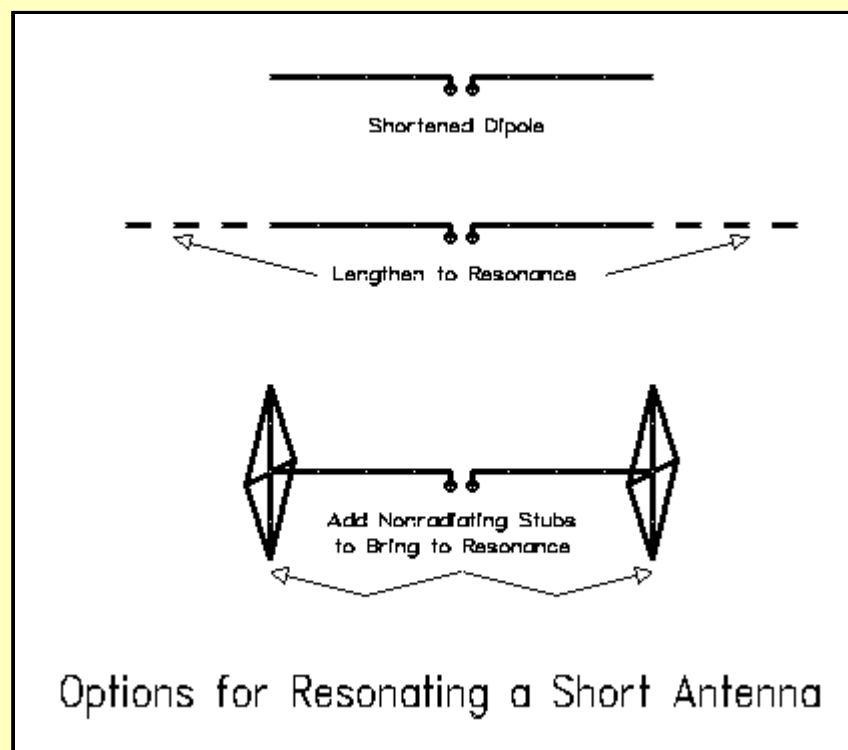 Shortened Dipole
Lengthen to Resonance
Add Nonradiating Stubs
to Bring to Resonance
Options for Resonating a Short Antenna